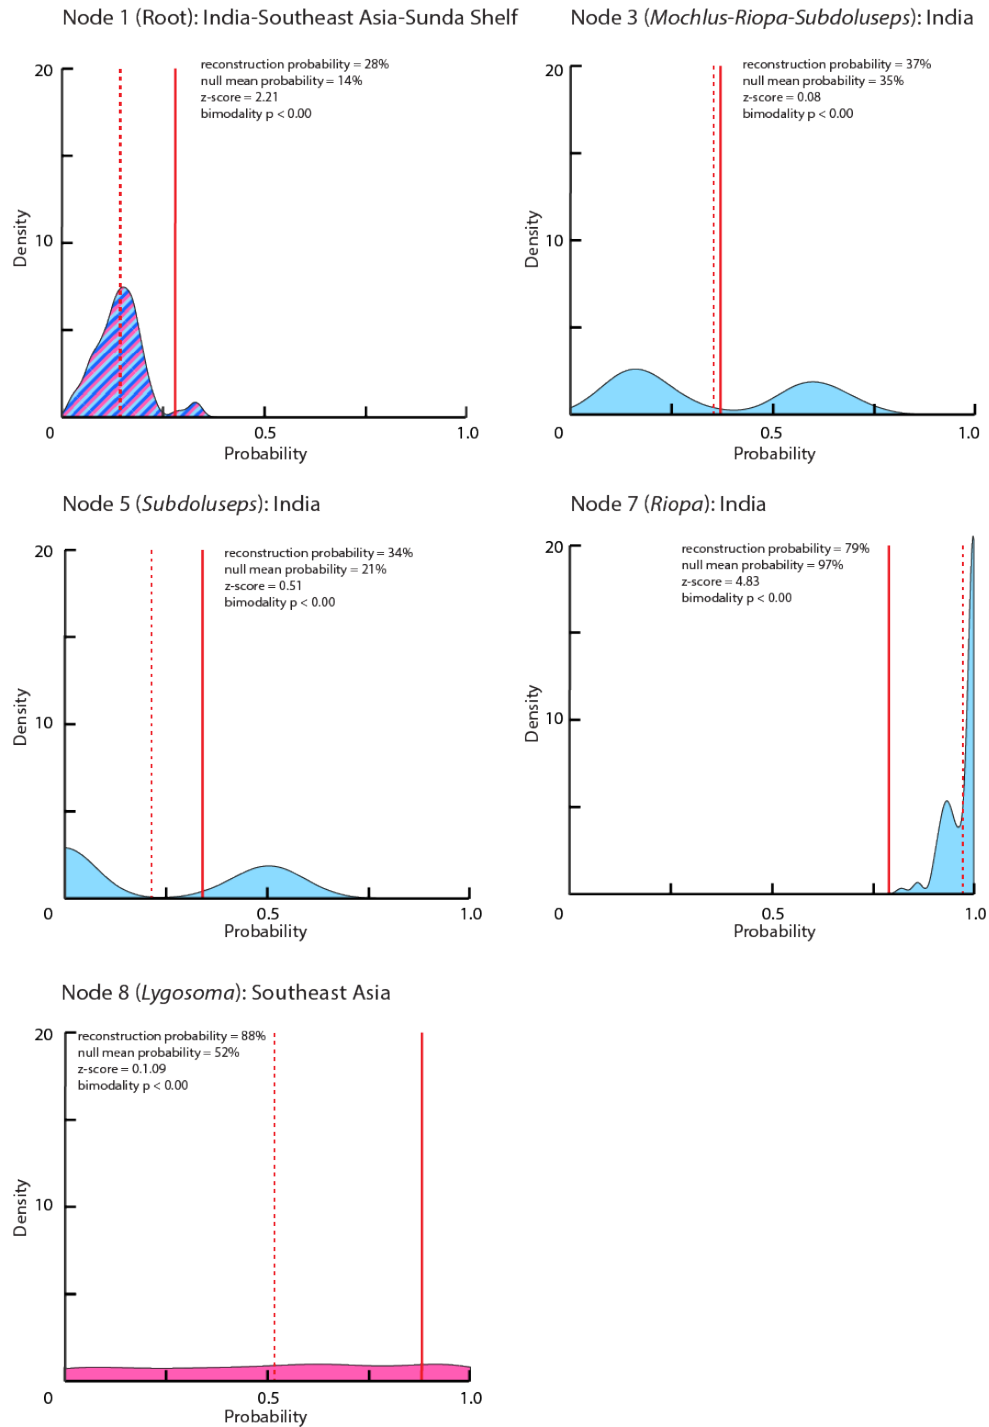 Node 1 (Root): India-Southeast Asia-Sunda Shelf
reconstruction probability = 28%
null mean probability = 14%
z-score = 2.21
bimodality p < 0.00
20
10
Density
0
0.5
1.0
Probability
Node 3 (Mochlus-Riopa-Subdoluseps): India
reconstruction probability = 37%
null mean probability = 35%
z-score = 0.08
bimodality p < 0.00
20
10
Density
0
0.5
1.0
Probability
Node 5 (Subdoluseps): India
reconstruction probability = 34%
null mean probability = 21%
z-score = 0.51
bimodality p < 0.00
20
10
Density
0
0.5
1.0
Probability
Node 7 (Riopa): India
reconstruction probability = 79%
null mean probability = 97%
z-score = 4.83
bimodality p < 0.00
20
10
Density
0
0.5
1.0
Probability
Node 8 (Lygosoma): Southeast Asia
reconstruction probability = 88%
null mean probability = 52%
z-score = 0.1.09
bimodality p < 0.00
20
10
Density
0
0.5
1.0
Probability